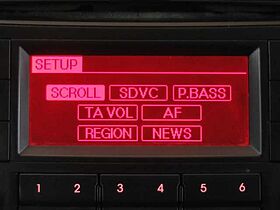 SETUP
SCROLL SDVC P.BASS
TA VOL AF
REGION NEWS
1 2 3 4 5 6